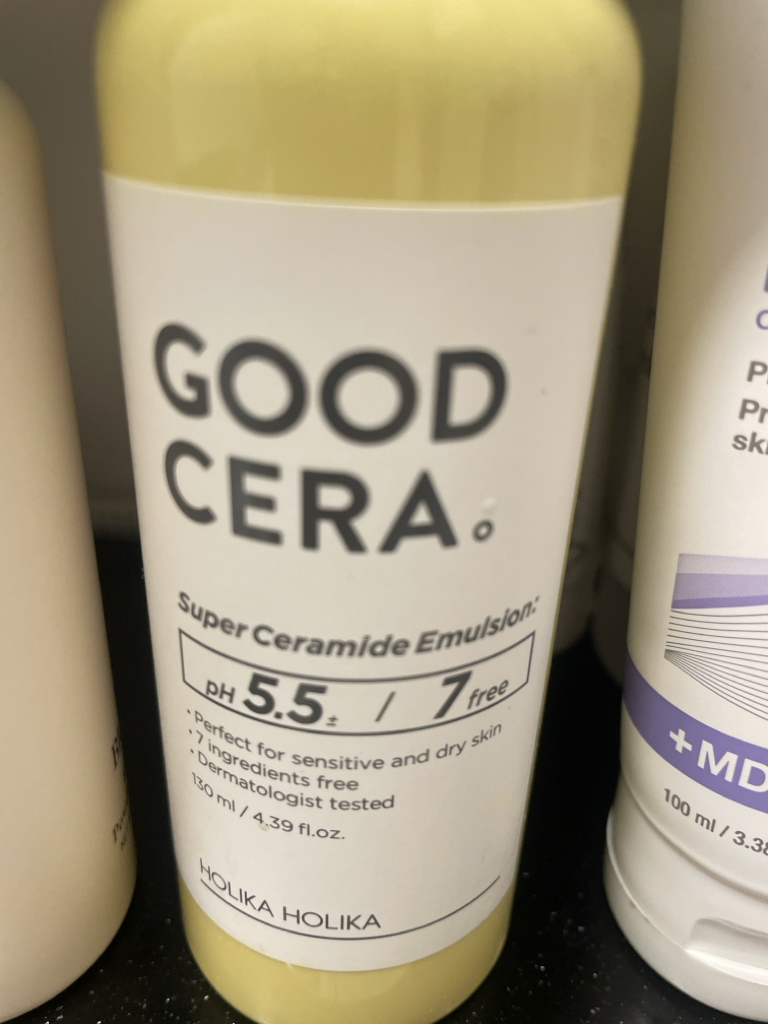 GOOD
CERA.
Super Ceramide Emulsion:
pH 5.5± / 7 free
· Perfect for sensitive and dry skin
· 7 ingredients free
· Dermatologist tested
130 ml / 4.39 fl.oz.
HOLIKA HOLIKA
+MD
100 ml / 3.38